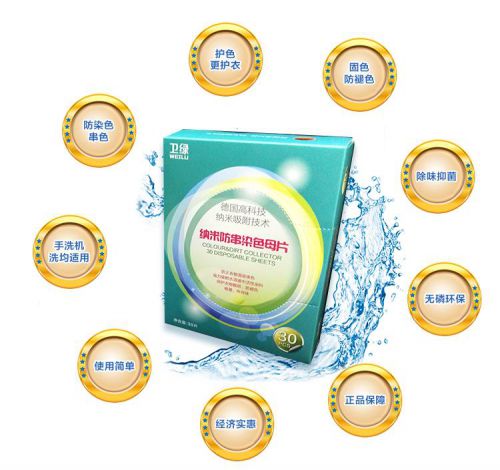 护色
更护衣
固色
防褪色
防染色
串色
除味抑菌
手洗机
洗均适用
无磷环保
使用简单
正品保障
经济实惠
卫绿
WEILU
德国高科技
纳米吸附技术
纳米防串染色母片
COLOUR&DIRT COLLECTOR
30 DISPOSABLE SHEETS
30